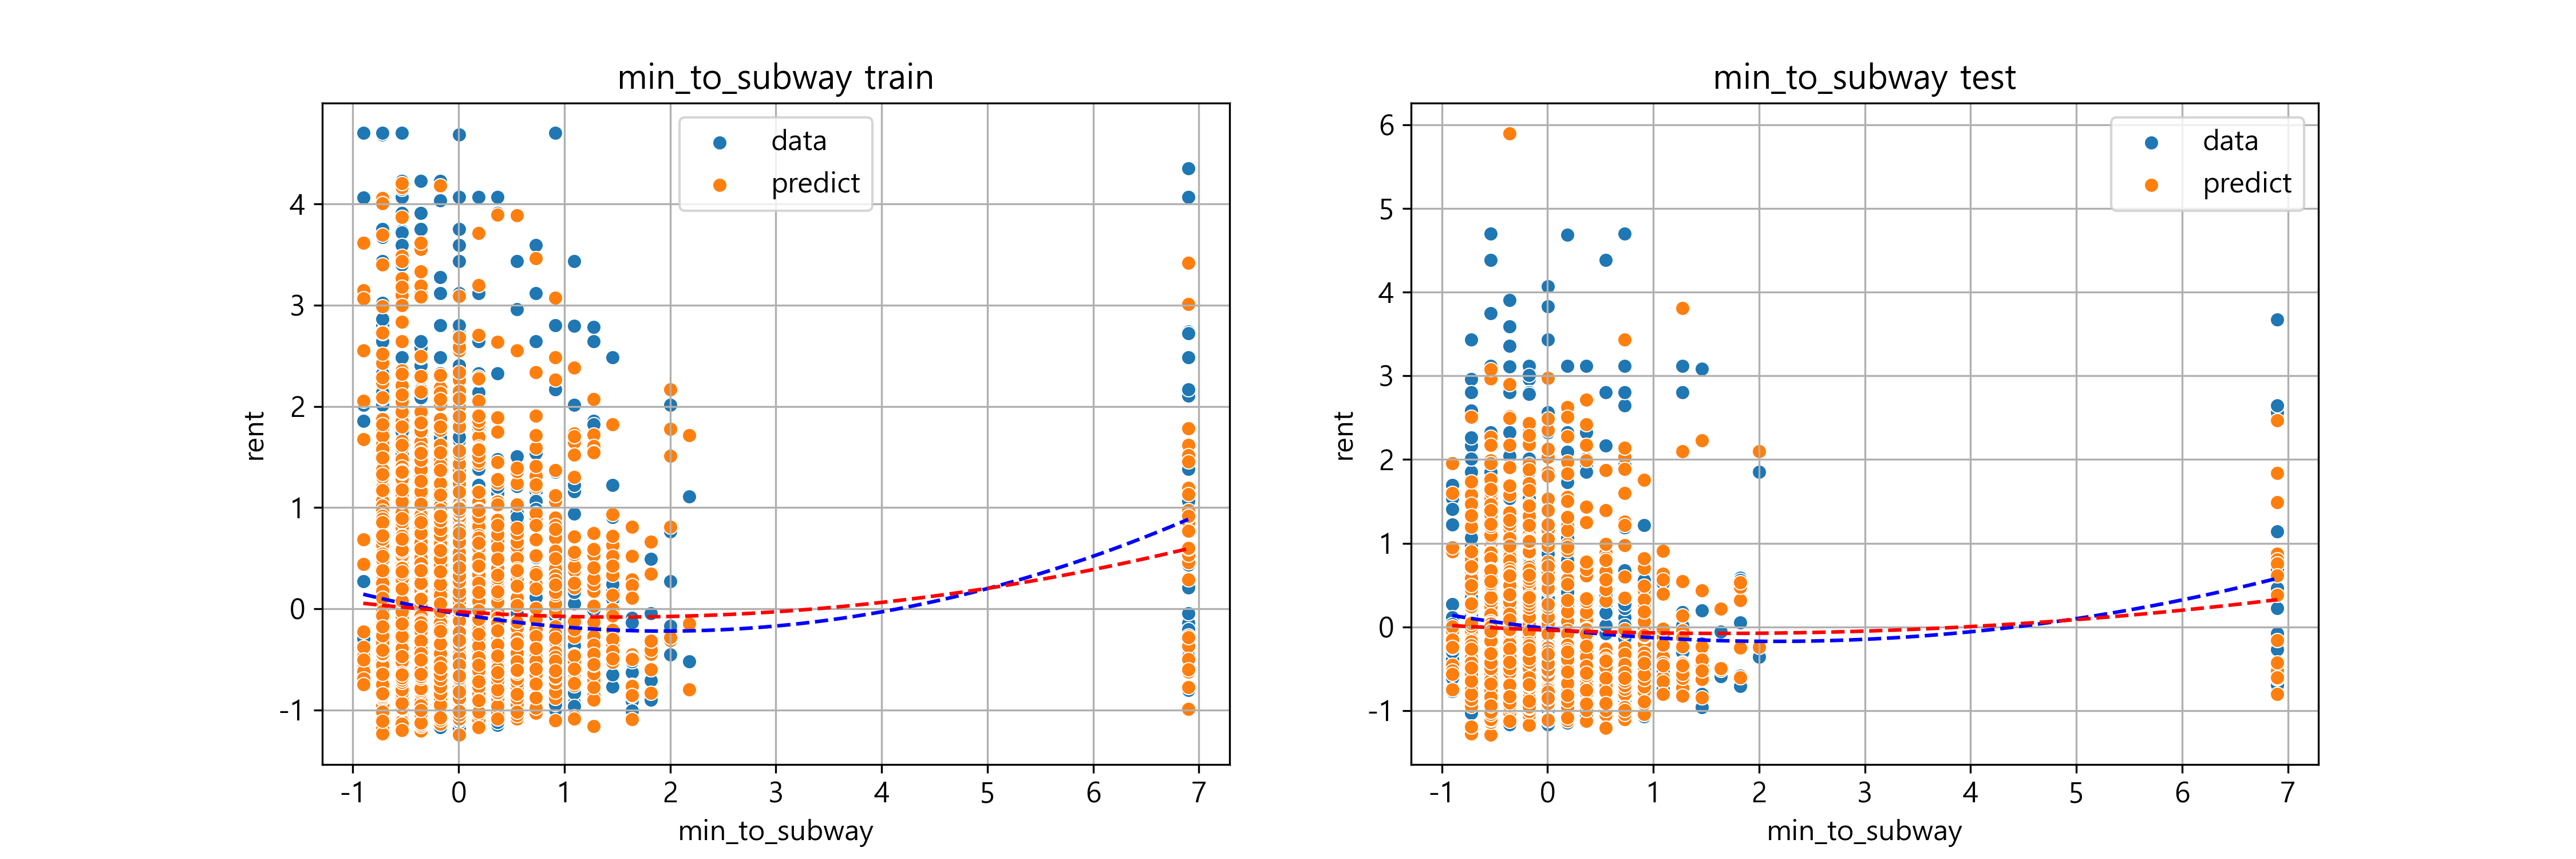 min_to_subway train
data
predict
rent
4
3
2
1
0
-1
-1 0 1 2 3 4 5 6 7
min_to_subway
min_to_subway test
data
predict
rent
6
5
4
3
2
1
0
-1
-1 0 1 2 3 4 5 6 7
min_to_subway